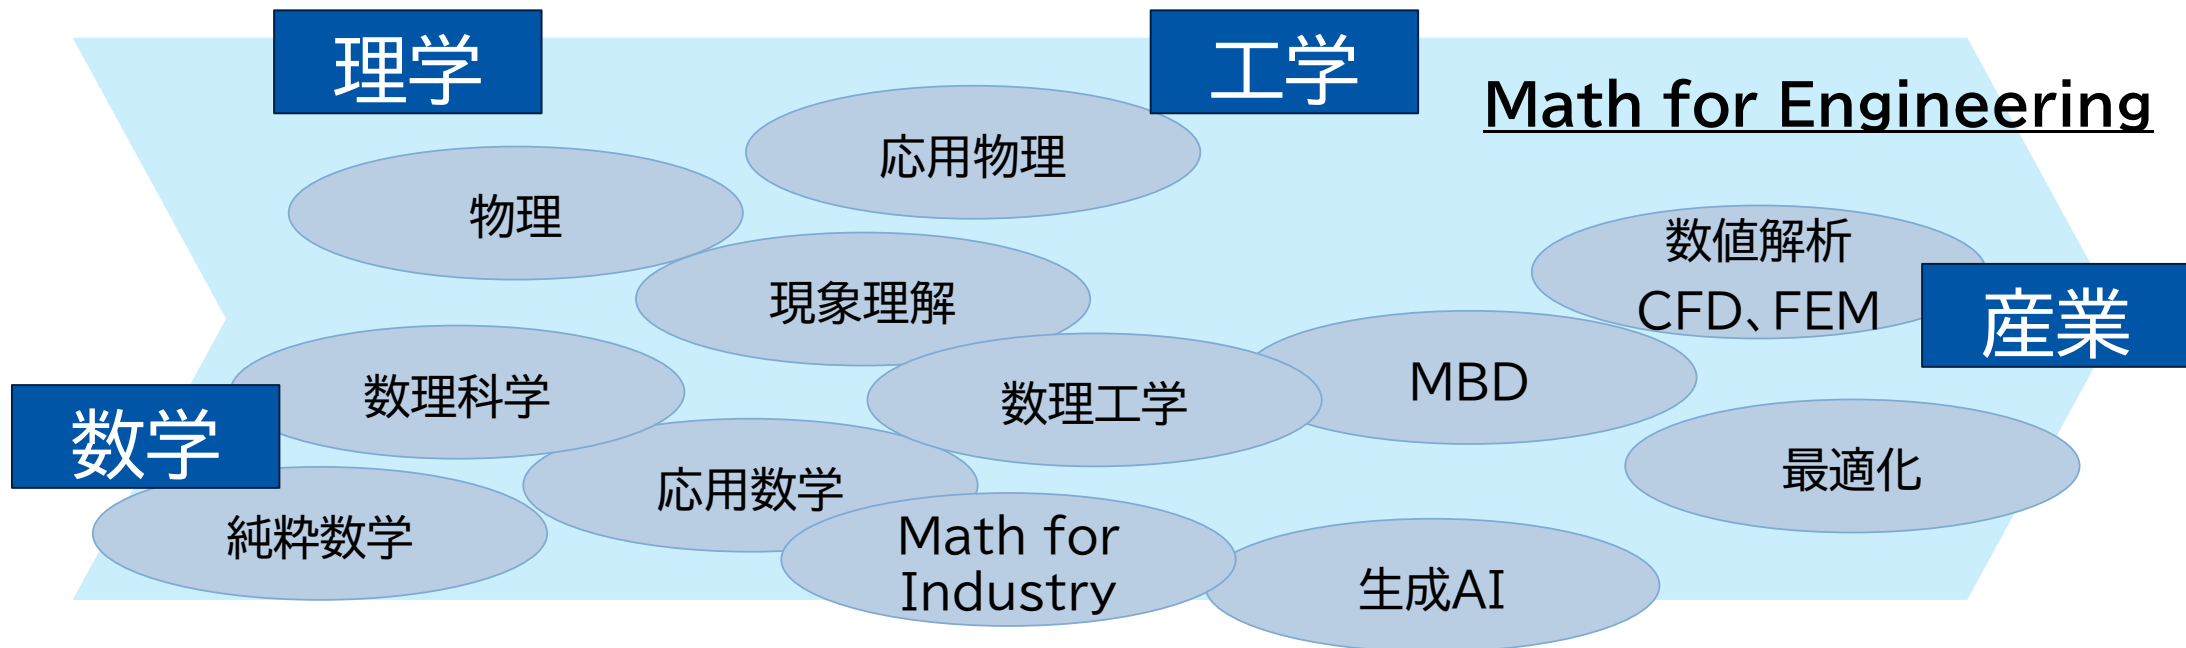 理学
工学
Math for Engineering
応用物理
物理
数値解析
CFD、FEM
現象理解
産業
数理科学
数理工学
MBD
数学
応用数学
最適化
純粋数学
Math for
Industry
生成AI